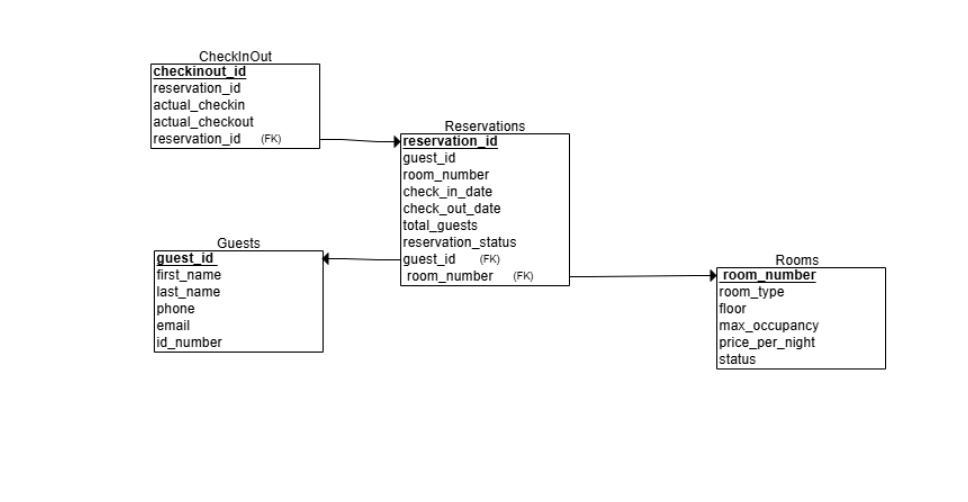 CheckInOut
checkinout_id
reservation_id
actual_checkin
actual_checkout
reservation_id (FK)
Reservations
reservation_id
guest_id
room_number
check_in_date
check_out_date
total_guests
reservation_status
guest_id (FK)
room_number (FK)
Guests
guest_id
first_name
last_name
phone
email
id_number
Rooms
room_number
room_type
floor
max_occupancy
price_per_night
status